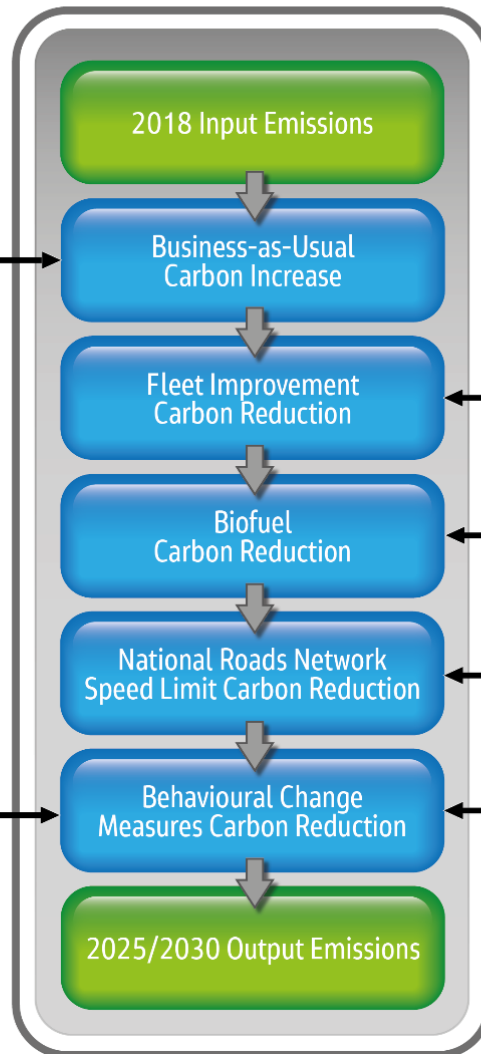 2018 Input Emissions
Business-as-Usual
Carbon Increase
Fleet Improvement
Carbon Reduction
Biofuel
Carbon Reduction
National Roads Network
Speed Limit Carbon Reduction
Behavioural Change
Measures Carbon Reduction
2025/2030 Output Emissions